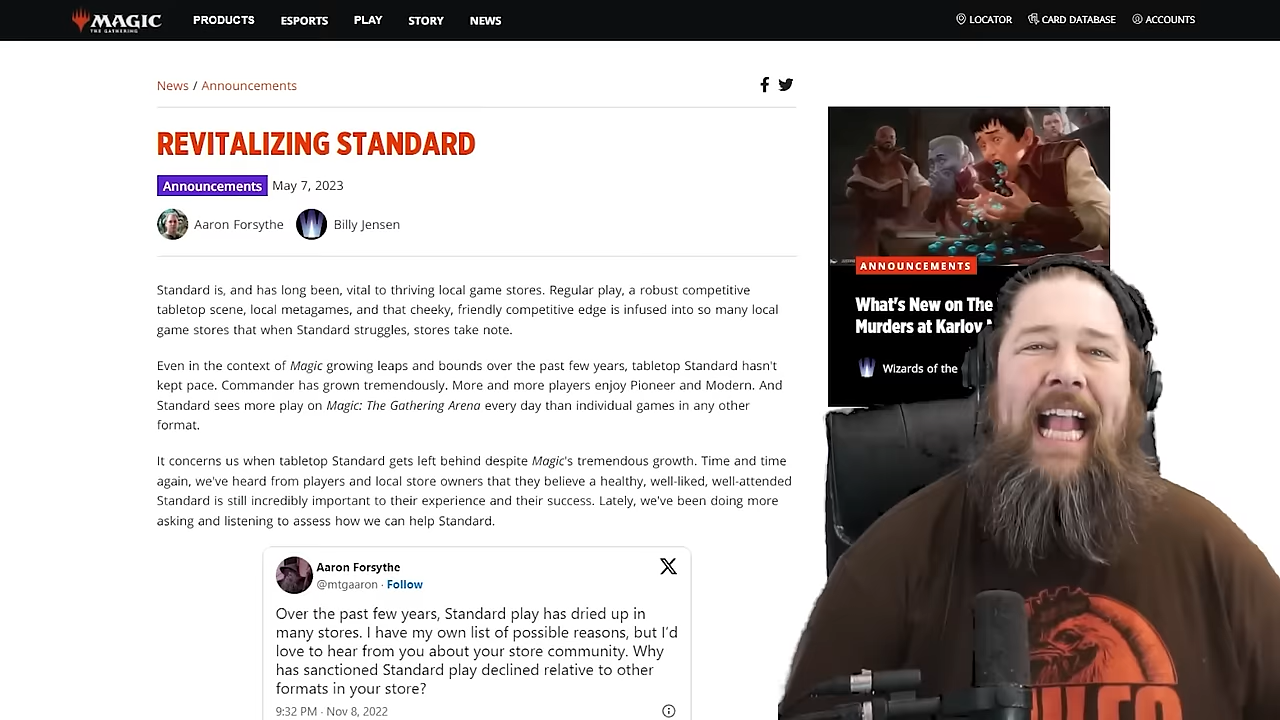 MAGIC
THE GATHERING
PRODUCTS
ESPORTS
PLAY
STORY
NEWS
LOCATOR
CARD DATABASE
ACCOUNTS
News / Announcements
REVITALIZING STANDARD
Announcements May 7, 2023
Aaron Forsythe
Billy Jensen
Standard is, and has long been, vital to thriving local game stores. Regular play, a robust competitive
tabletop scene, local metagames, and that cheeky, friendly competitive edge is infused into so many local
game stores that when Standard struggles, stores take note.
Even in the context of Magic growing leaps and bounds over the past few years, tabletop Standard hasn't
kept pace. Commander has grown tremendously. More and more players enjoy Pioneer and Modern. And
Standard sees more play on Magic: The Gathering Arena every day than individual games in any other
format.
It concerns us when tabletop Standard gets left behind despite Magic's tremendous growth. Time and time
again, we've heard from players and local store owners that they believe a healthy, well-liked, well-attended
Standard is still incredibly important to their experience and their success. Lately, we've been doing more
asking and listening to assess how we can help Standard.
Aaron Forsythe
@mtgaaron · Follow
Over the past few years, Standard play has dried up in
many stores. I have my own list of possible reasons, but I'd
love to hear from you about your store community. Why
has sanctioned Standard play declined relative to other
formats in your store?
9:32 PM · Nov 8, 2022
ANNOUNCEMENTS
What's New on The
Murders at Karlov
Wizards of the